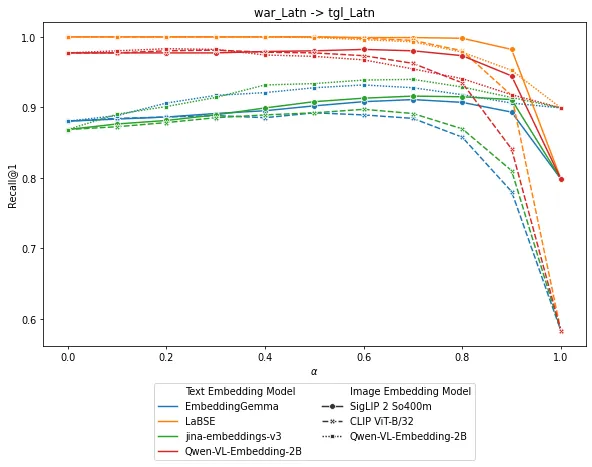 war_Latn -> tgl_Latn
1.0
0.9
0.8
0.7
0.6
Recall@1
0.0 0.2 0.4 0.6 0.8 1.0
α
Text Embedding Model Image Embedding Model
EmbeddingGemma SigLIP 2 So400m
LaBSE CLIP ViT-B/32
jina-embeddings-v3 Qwen-VL-Embedding-2B
Qwen-VL-Embedding-2B